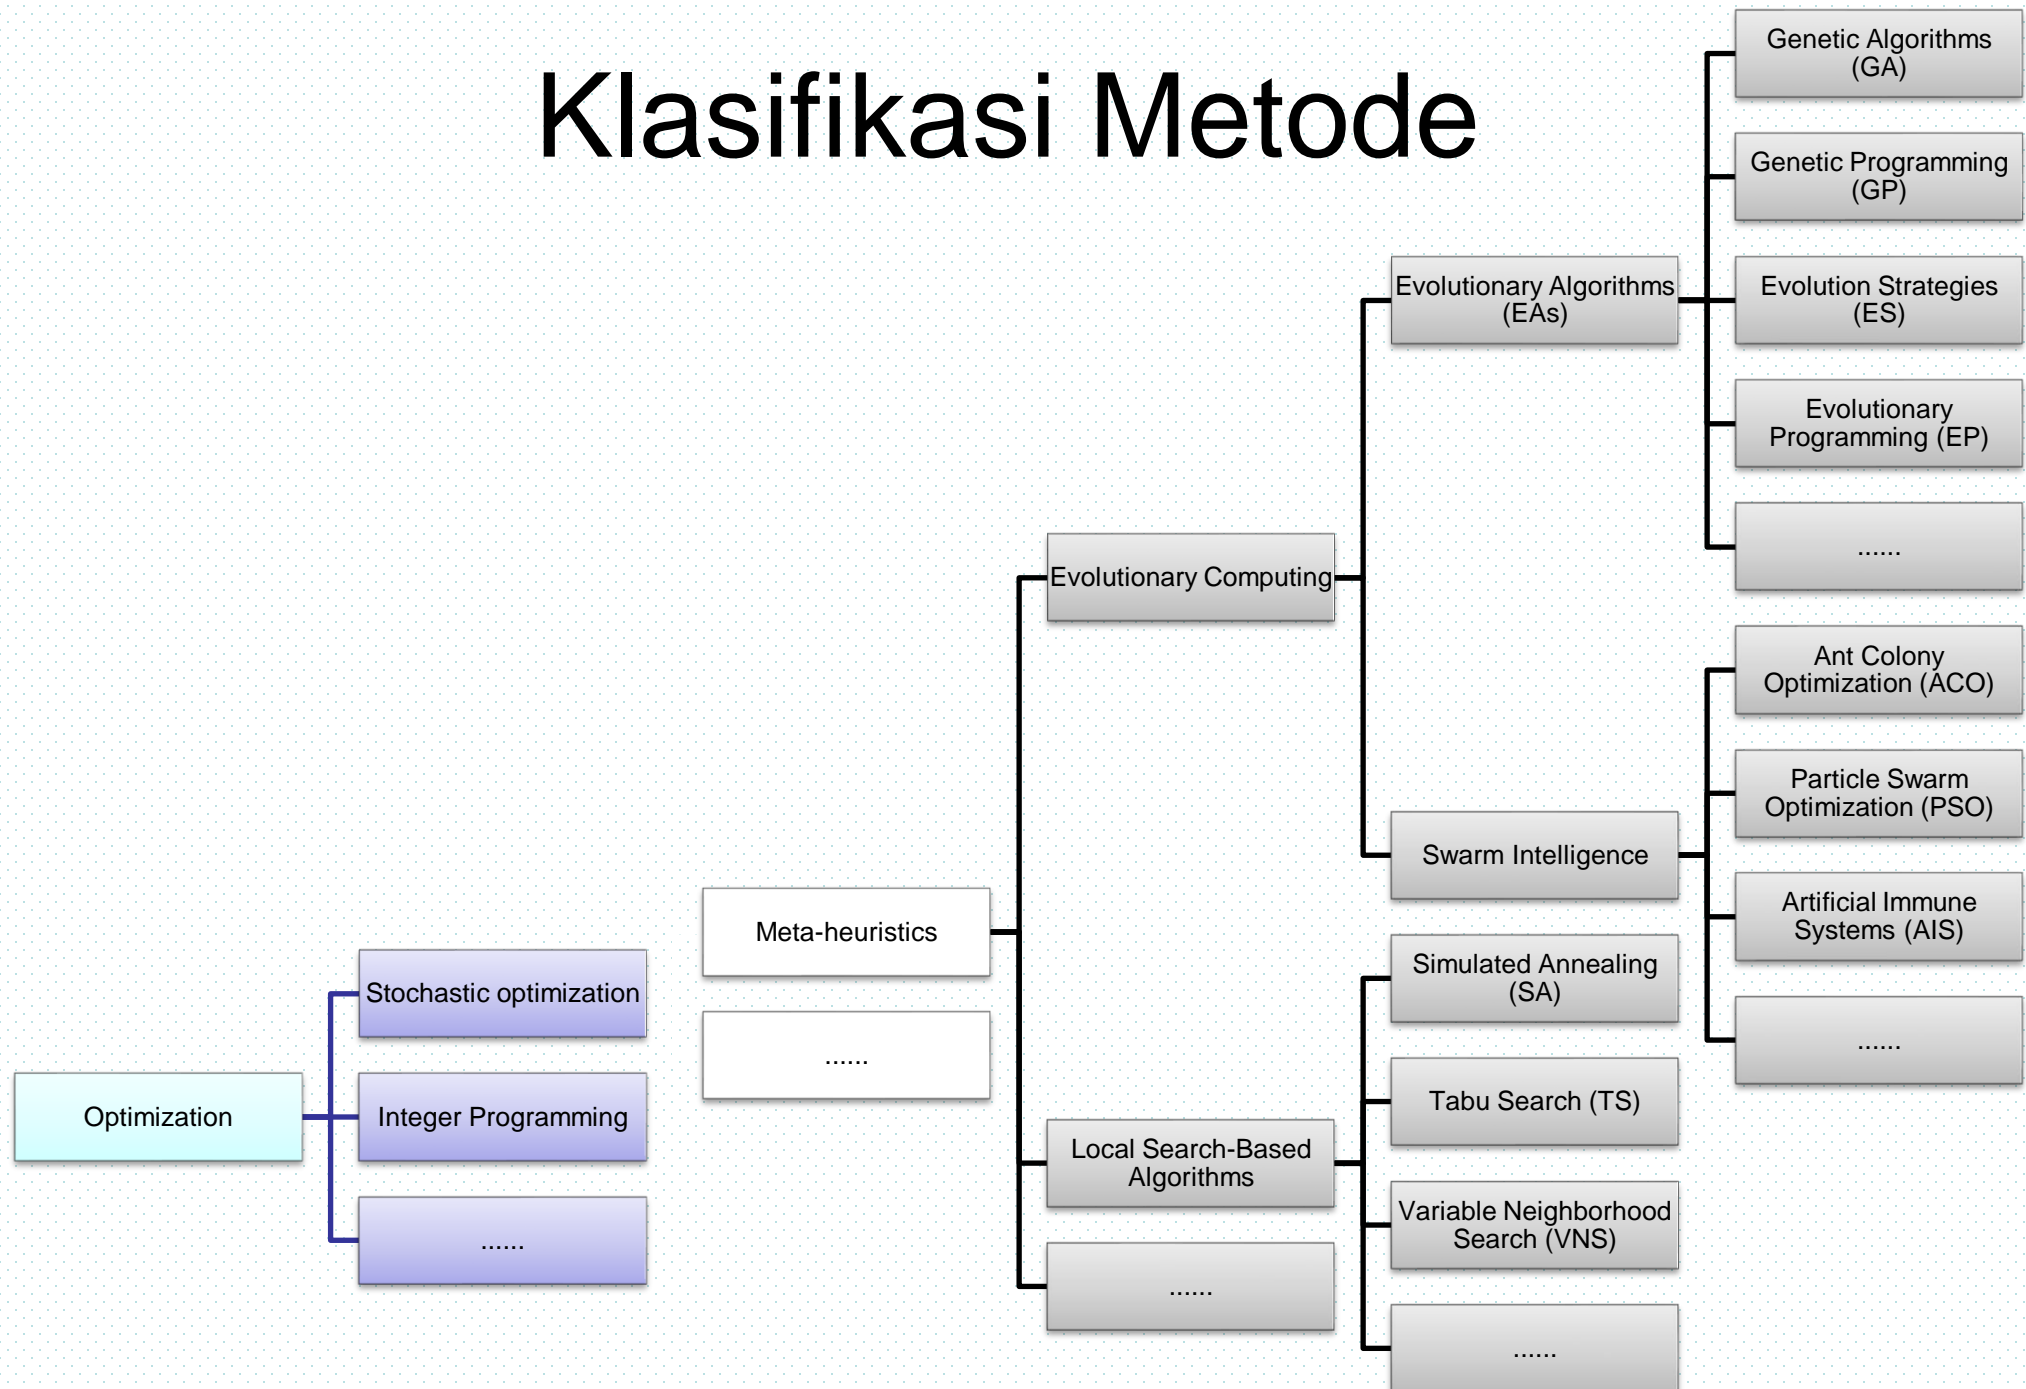 Klasifikasi Metode
Optimization
Stochastic optimization
Integer Programming
......
Meta-heuristics
......
Evolutionary Computing
Local Search-Based
Algorithms
......
Evolutionary Algorithms
(EAs)
Swarm Intelligence
Simulated Annealing
(SA)
Tabu Search (TS)
Variable Neighborhood
Search (VNS)
......
Genetic Algorithms
(GA)
Genetic Programming
(GP)
Evolution Strategies
(ES)
Evolutionary
Programming (EP)
......
Ant Colony
Optimization (ACO)
Particle Swarm
Optimization (PSO)
Artificial Immune
Systems (AIS)
......